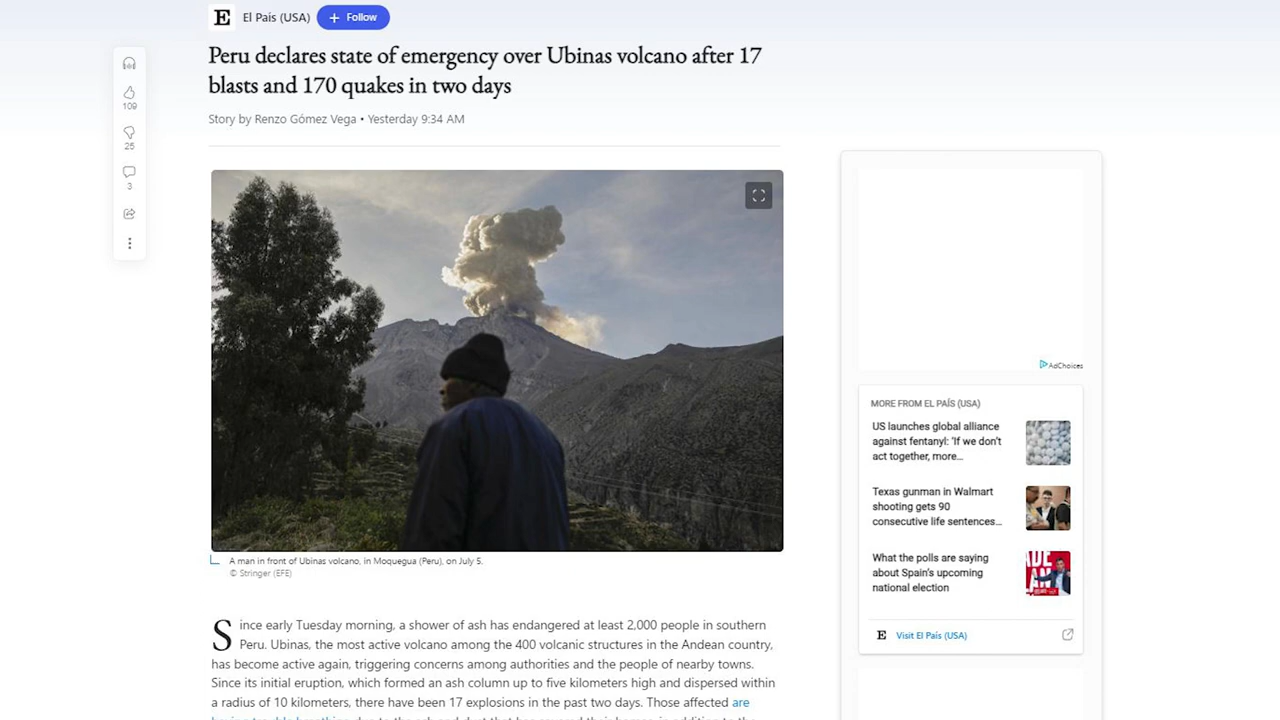 E El País (USA) + Follow
Peru declares state of emergency over Ubinas volcano after 17
blasts and 170 quakes in two days
Story by Renzo Gómez Vega • Yesterday 9:34 AM
109
25
3
A man in front of Ubinas volcano, in Moquegua (Peru), on July 5.
© Stringer (EFE)
Since early Tuesday morning, a shower of ash has endangered at least 2,000 people in southern
Peru. Ubinas, the most active volcano among the 400 volcanic structures in the Andean country,
has become active again, triggering concerns among authorities and the people of nearby towns.
Since its initial eruption, which formed an ash column up to five kilometers high and dispersed within
a radius of 10 kilometers, there have been 17 explosions in the past two days. Those affected are
AdChoices
MORE FROM EL PAÍS (USA)
US launches global alliance
against fentanyl: 'If we don't
act together, more...
Texas gunman in Walmart
shooting gets 90
consecutive life sentences...
What the polls are saying
about Spain's upcoming
national election
E Visit El País (USA)